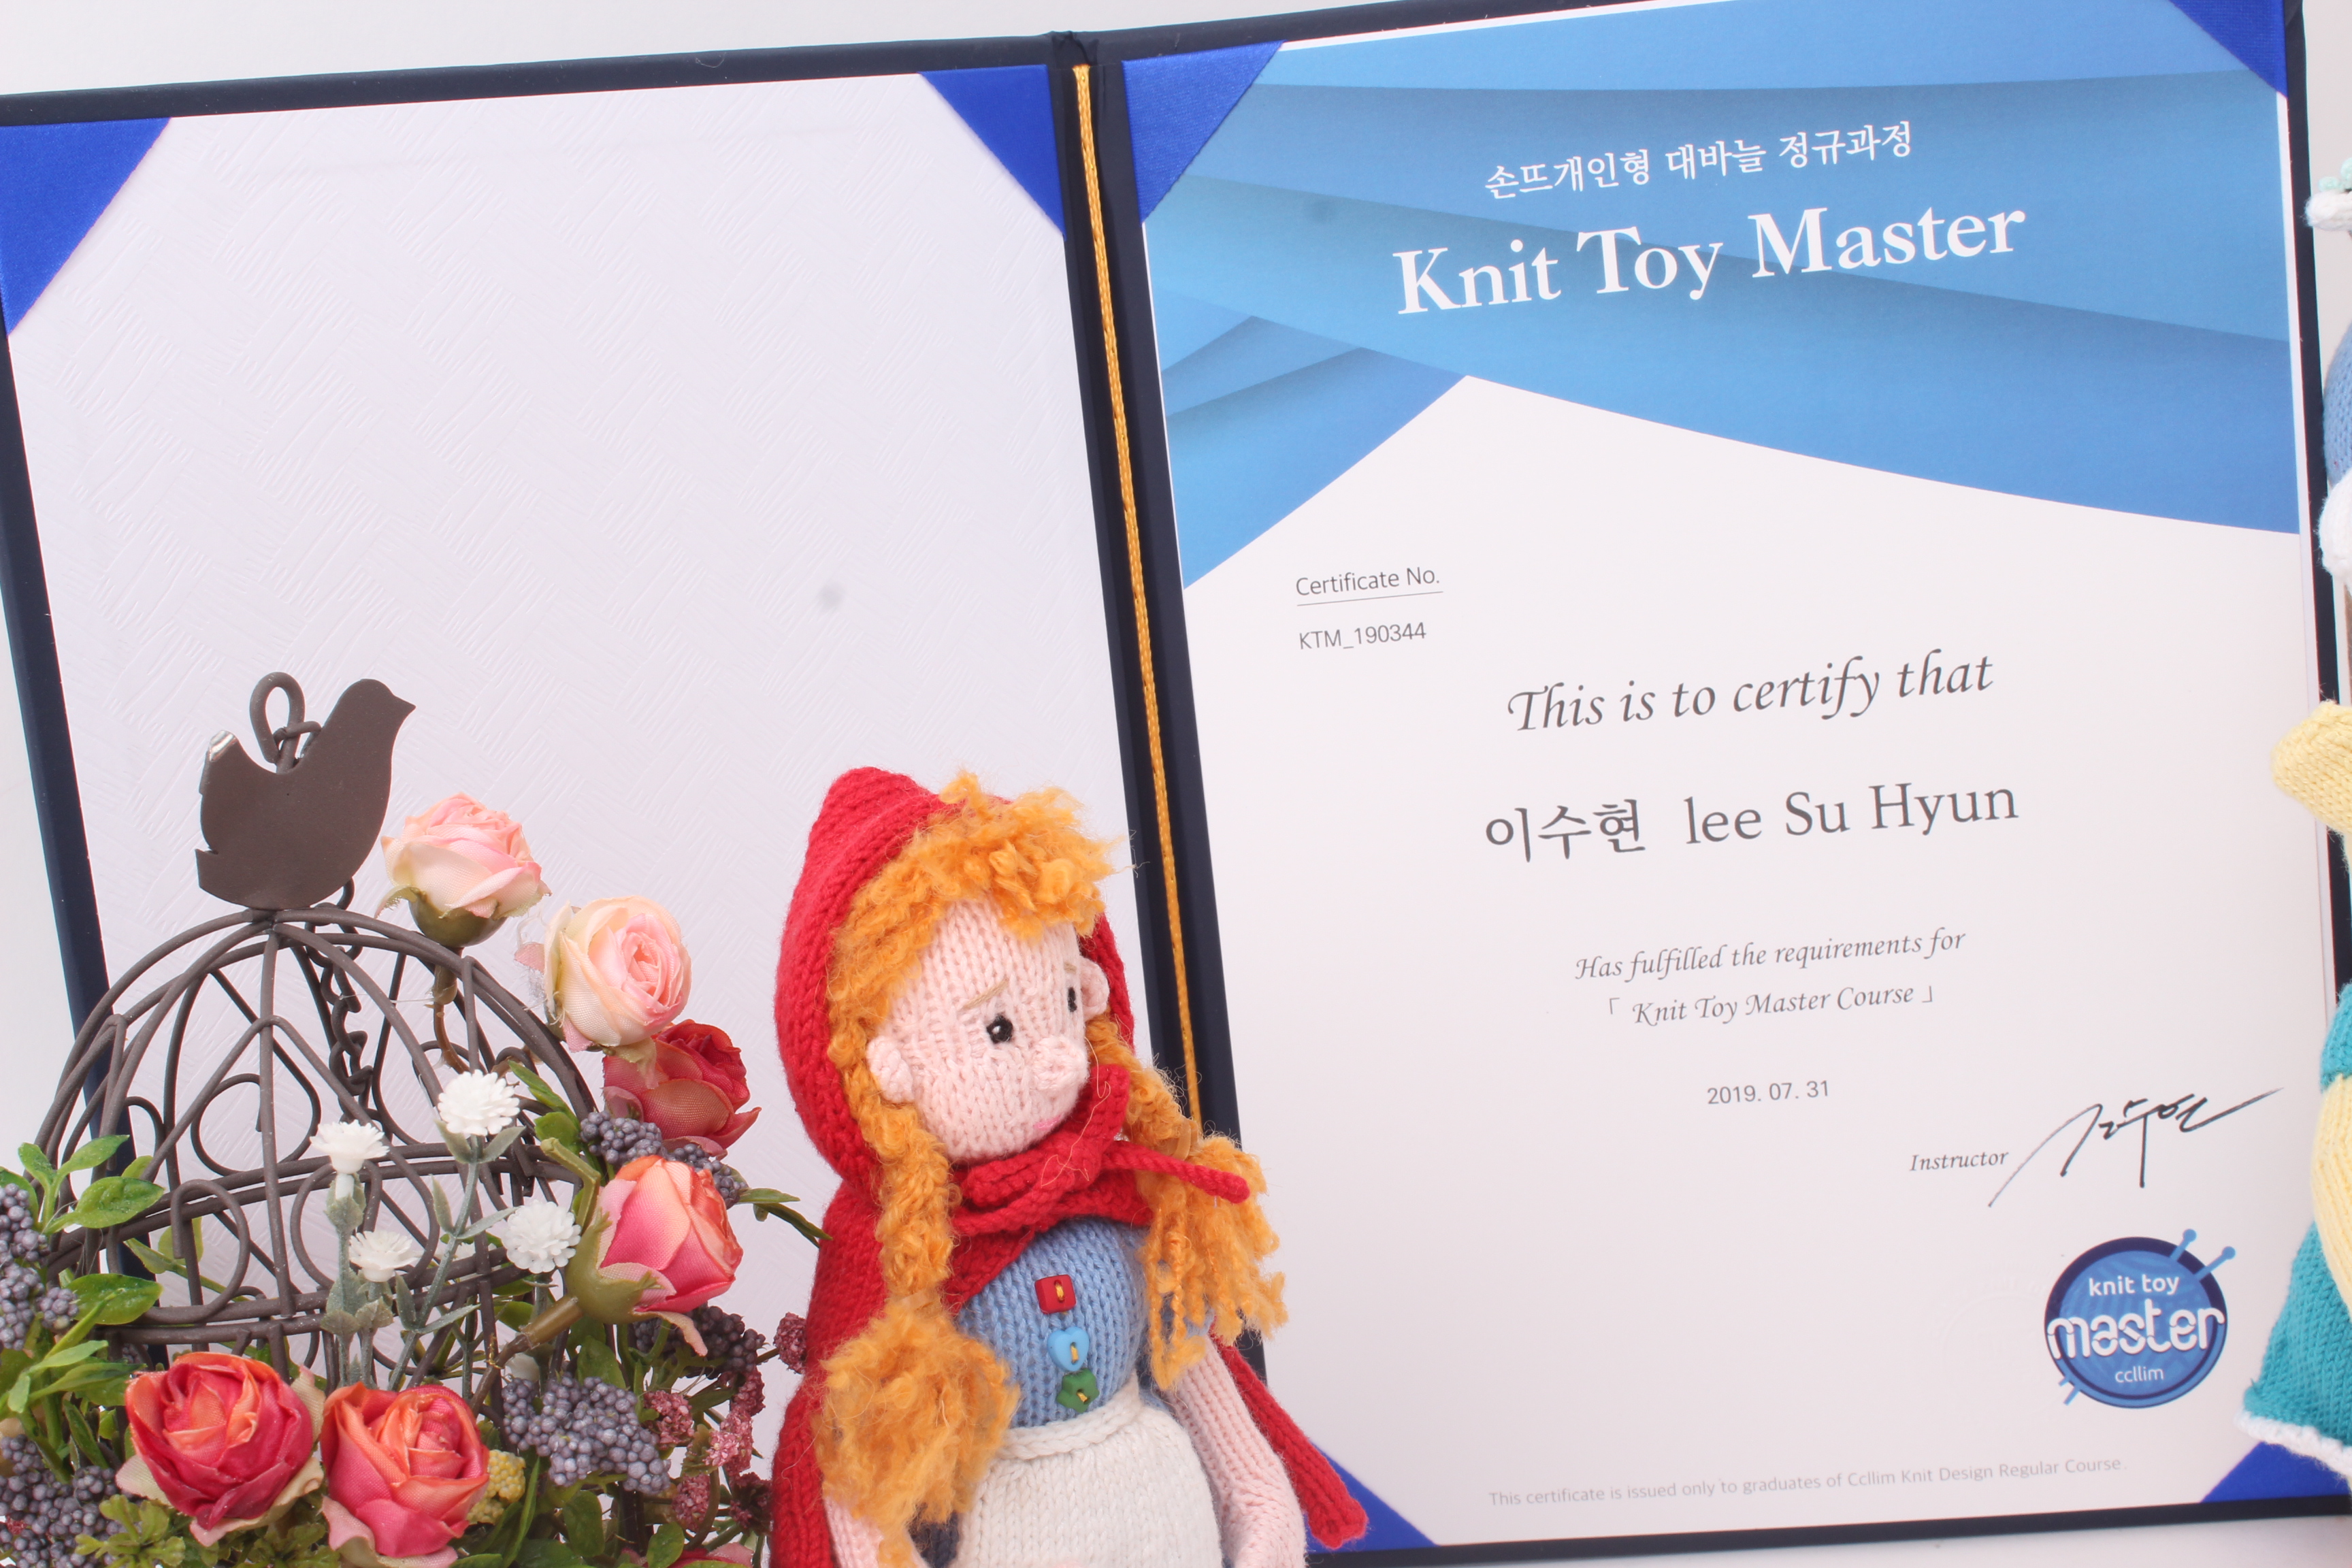 손뜨개인형 대바늘 정규과정
Knit Toy Master
Certificate No.
KTM_190344
This is to certify that
이수현 lee Su Hyun
Has fulfilled the requirements for
「 Knit Toy Master Course 」
2019. 07. 31
Instructor
knit toy
master
ccllim
This certificate is issued only to graduates of Ccllim Knit Design Regular Course.